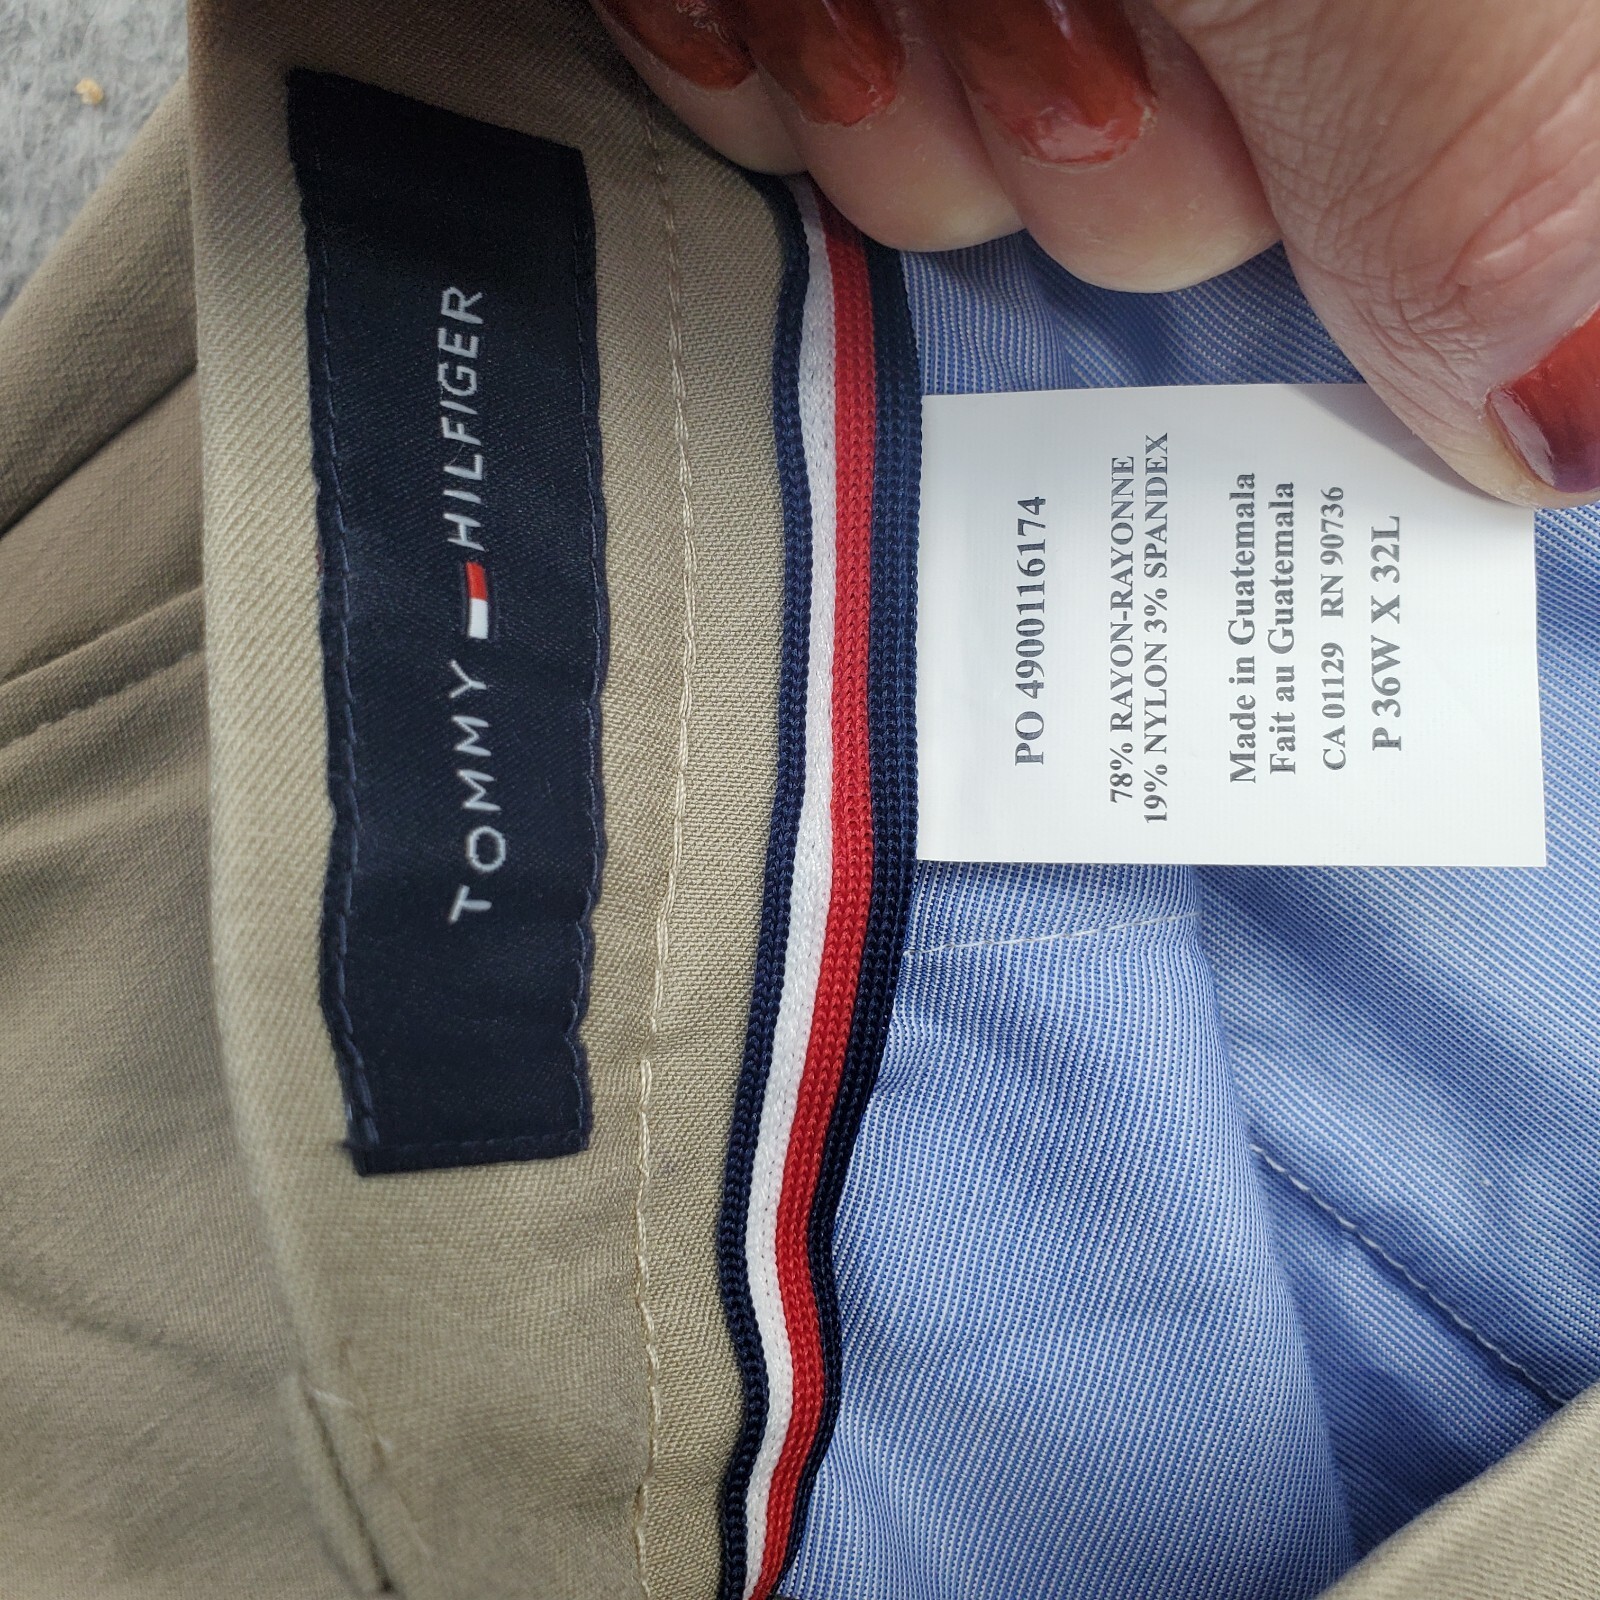 TOMMY HILFIGER
PO 4900116174
78% RAYON-RAYONNE
19% NYLON 3% SPANDEX
Made in Guatemala
Fait au Guatemala
CA 01129 RN 90736
P 36W X 32L